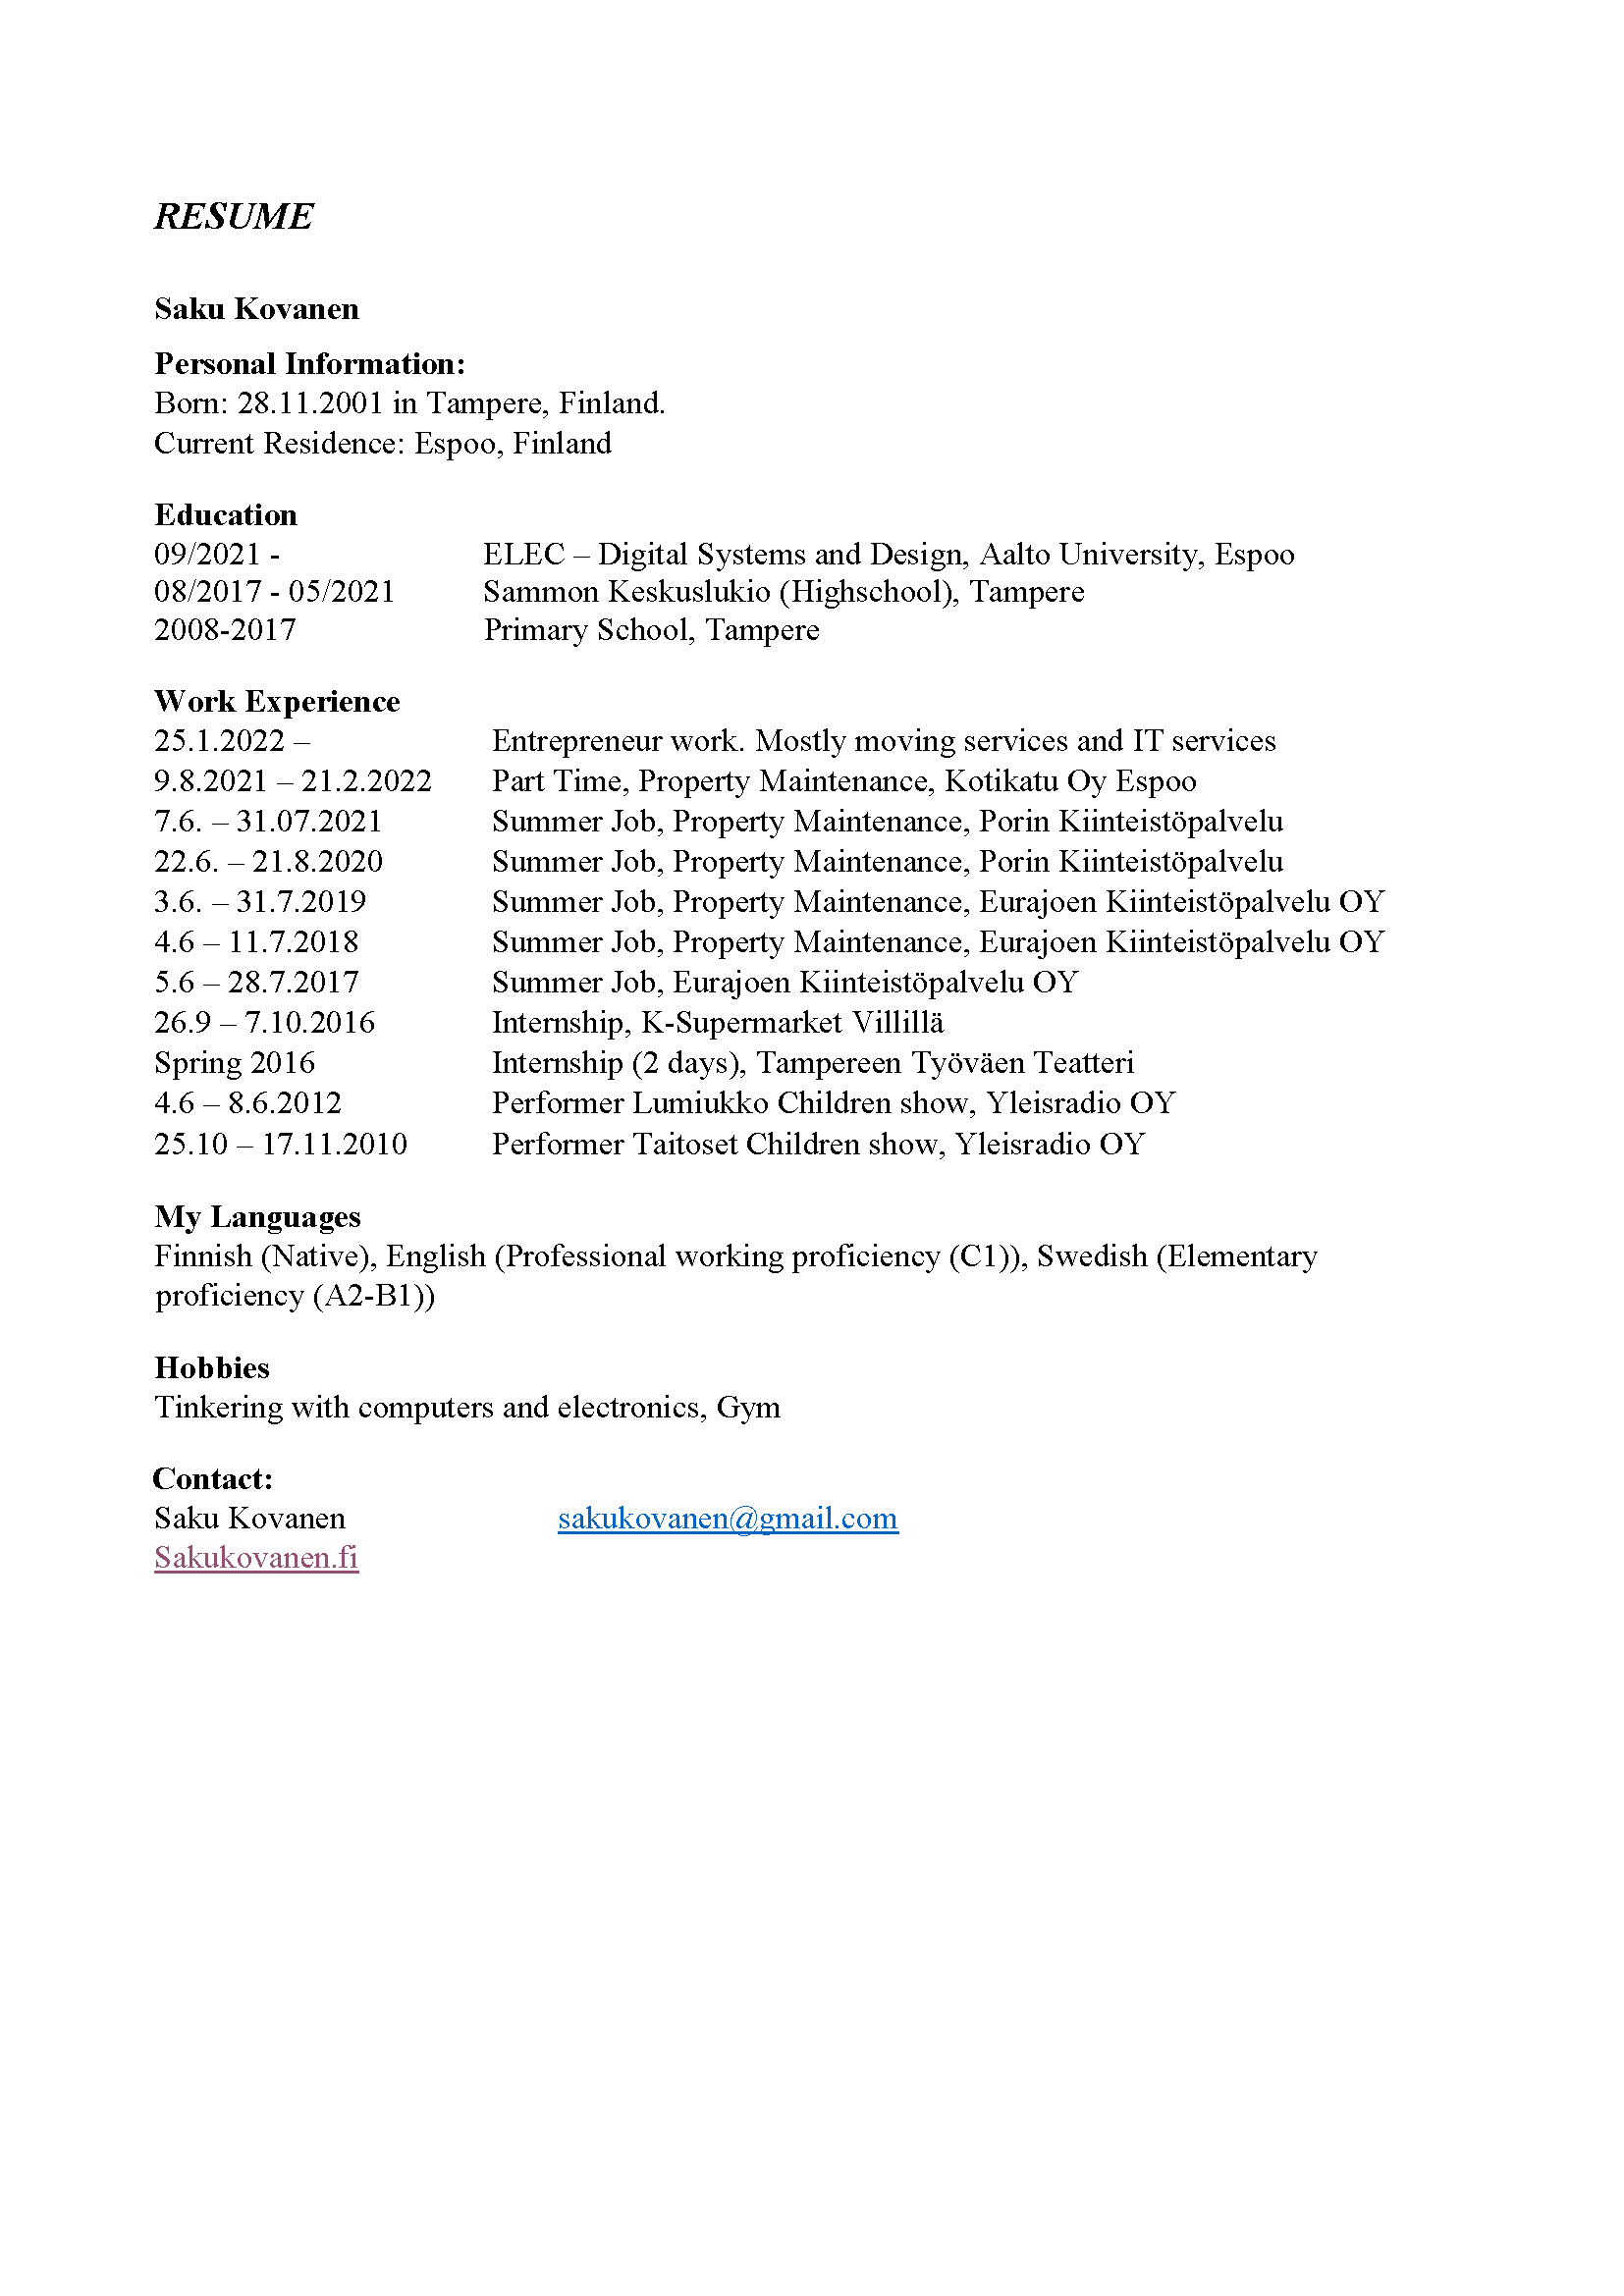 RESUME
Saku Kovanen
Personal Information:
Born: 28.11.2001 in Tampere, Finland.
Current Residence: Espoo, Finland
Education
09/2021 - ELEC – Digital Systems and Design, Aalto University, Espoo
08/2017 - 05/2021 Sammon Keskuslukio (Highschool), Tampere
2008-2017 Primary School, Tampere
Work Experience
25.1.2022 – Entrepreneur work. Mostly moving services and IT services
9.8.2021 – 21.2.2022 Part Time, Property Maintenance, Kotikatu Oy Espoo
7.6. – 31.07.2021 Summer Job, Property Maintenance, Porin Kiinteistöpalvelu
22.6. – 21.8.2020 Summer Job, Property Maintenance, Porin Kiinteistöpalvelu
3.6. – 31.7.2019 Summer Job, Property Maintenance, Eurajoen Kiinteistöpalvelu OY
4.6 – 11.7.2018 Summer Job, Property Maintenance, Eurajoen Kiinteistöpalvelu OY
5.6 – 28.7.2017 Summer Job, Eurajoen Kiinteistöpalvelu OY
26.9 – 7.10.2016 Internship, K-Supermarket Villillä
Spring 2016 Internship (2 days), Tampereen Työväen Teatteri
4.6 – 8.6.2012 Performer Lumiukko Children show, Yleisradio OY
25.10 – 17.11.2010 Performer Taitoset Children show, Yleisradio OY
My Languages
Finnish (Native), English (Professional working proficiency (C1)), Swedish (Elementary
proficiency (A2-B1))
Hobbies
Tinkering with computers and electronics, Gym
Contact:
Saku Kovanen sakukovanen@gmail.com
Sakukovanen.fi